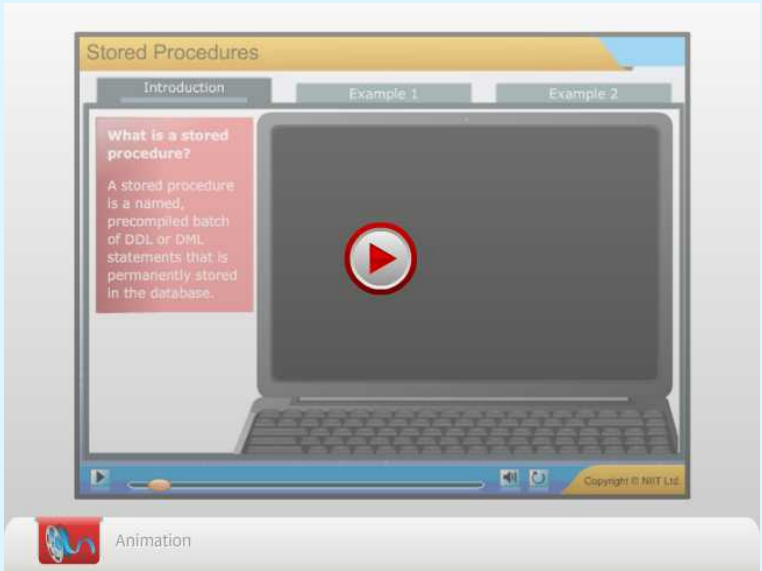 Stored Procedures
Introduction
Example 1
Example 2
What is a stored
procedure?
A stored procedure
is a named,
precompiled batch
of DDL or DML
statements that is
permanently stored
in the database.
Copyright © NIIT Ltd.
Animation